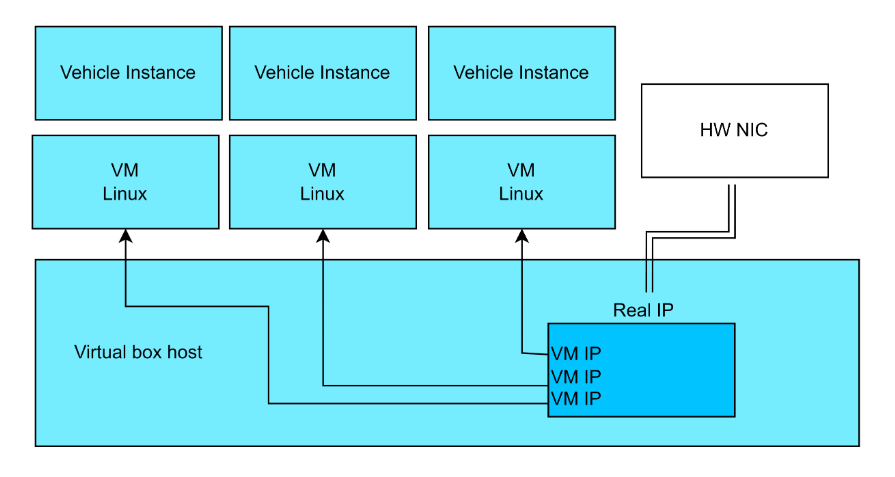 Vehicle Instance
Vehicle Instance
Vehicle Instance
HW NIC
VM
Linux
VM
Linux
VM
Linux
Real IP
Virtual box host
VM IP
VM IP
VM IP